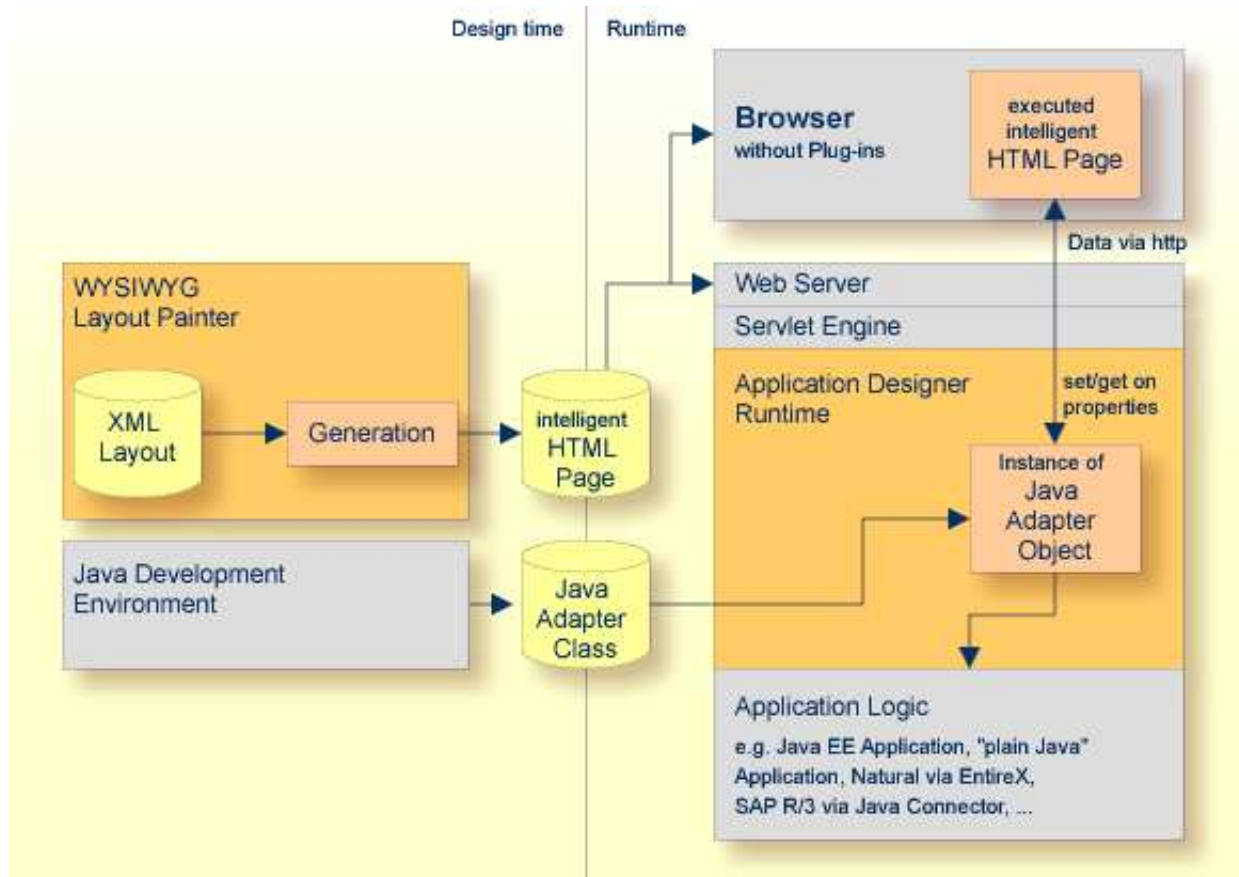 Design time
Runtime
Browser
without Plug-ins
executed
intelligent
HTML Page
Data via http
WYSIWYG
Layout Painter
XML
Layout
Generation
intelligent
HTML
Page
Web Server
Servlet Engine
Application Designer
Runtime
set/get on
properties
Instance of
Java
Adapter
Object
Java Development
Environment
Java
Adapter
Class
Application Logic
e.g. Java EE Application, "plain Java"
Application, Natural via EntireX,
SAP R/3 via Java Connector, ...